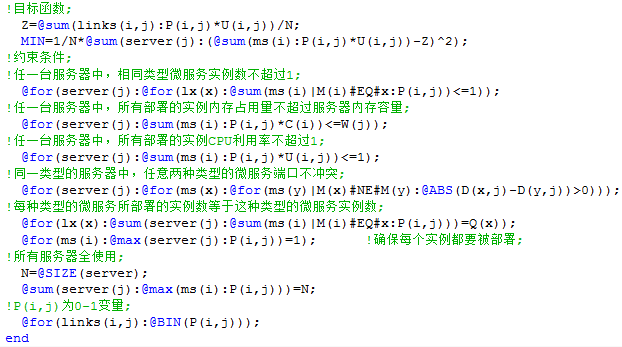 !目标函数;
Z=@sum(links(i,j):P(i,j)*U(i,j))/N;
MIN=1/N*@sum(server(j):(@sum(ms(i):P(i,j)*U(i,j))-Z)^2);
!约束条件;
!任一台服务器中，相同类型微服务实例数不超过1;
@for(server(j):@for(lx(x):@sum(ms(i)|M(i)#EQ#x:P(i,j))<=1));
!任一台服务器中，所有部署的实例内存占用量不超过服务器内存容量;
@for(server(j):@sum(ms(i):P(i,j)*C(i))<=W(j));
!任一台服务器中，所有部署的实例CPU利用率不超过1;
@for(server(j):@sum(ms(i):P(i,j)*U(i,j))<=1);
!同一类型的服务器中，任意两种类型的微服务端口不冲突;
@for(server(j):@for(ms(x):@for(ms(y)|M(x)#NE#M(y):@ABS(D(x,j)-D(y,j))>0)));
!每种类型的微服务所部署的实例数等于这种类型的微服务实例数;
@for(lx(x):@sum(server(j):@sum(ms(i)|M(i)#EQ#x:P(i,j)))=Q(x));
@for(ms(i):@max(server(j):P(i,j))=1); !确保每个实例都要被部署;
!所有服务器全使用;
N=@SIZE(server);
@sum(server(j):@max(ms(i):P(i,j)))=N;
!P(i,j)为0-1变量;
@for(links(i,j):@BIN(P(i,j)));
end